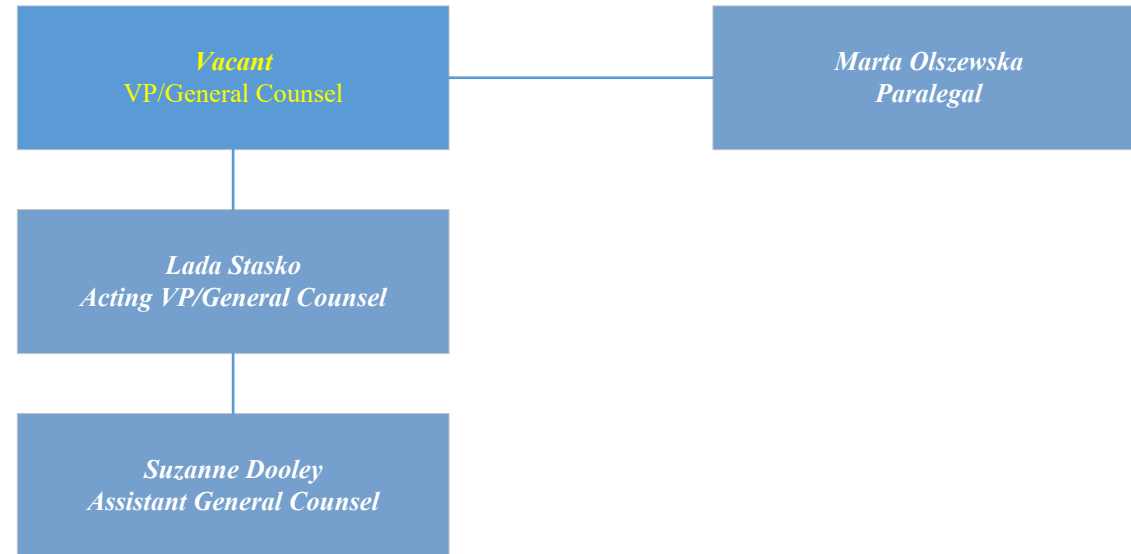 Vacant
VP/General Counsel
Marta Olszewska
Paralegal
Lada Stasko
Acting VP/General Counsel
Suzanne Dooley
Assistant General Counsel